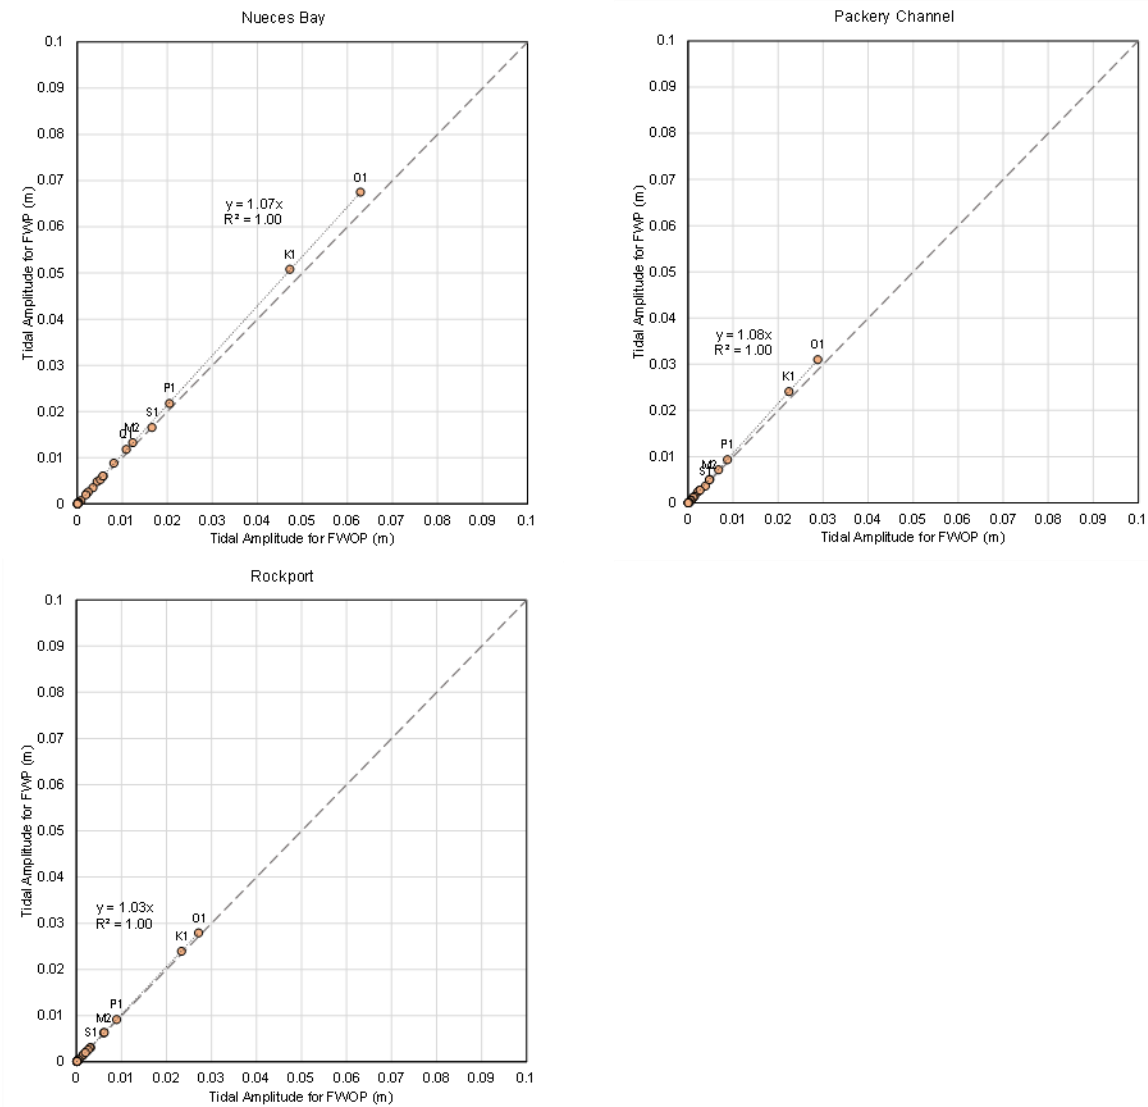 Nueces Bay
0.1
0.09
0.08
0.07
0.06
0.05
0.04
0.03
0.02
0.01
0
Tidal Amplitude for FWP (m)
O1
y = 1.07x
R² = 1.00
K1
P1
S1
M2
Q1
0 0.01 0.02 0.03 0.04 0.05 0.06 0.07 0.08 0.09 0.1
Tidal Amplitude for FWOP (m)
Packery Channel
0.1
0.09
0.08
0.07
0.06
0.05
0.04
0.03
0.02
0.01
0
Tidal Amplitude for FWP (m)
y = 1.08x
R² = 1.00
O1
K1
P1
M2
S1
0 0.01 0.02 0.03 0.04 0.05 0.06 0.07 0.08 0.09 0.1
Tidal Amplitude for FWOP (m)
Rockport
0.1
0.09
0.08
0.07
0.06
0.05
0.04
0.03
0.02
0.01
0
Tidal Amplitude for FWP (m)
y = 1.03x
R² = 1.00
O1
K1
P1
M2
S1
0 0.01 0.02 0.03 0.04 0.05 0.06 0.07 0.08 0.09 0.1
Tidal Amplitude for FWOP (m)